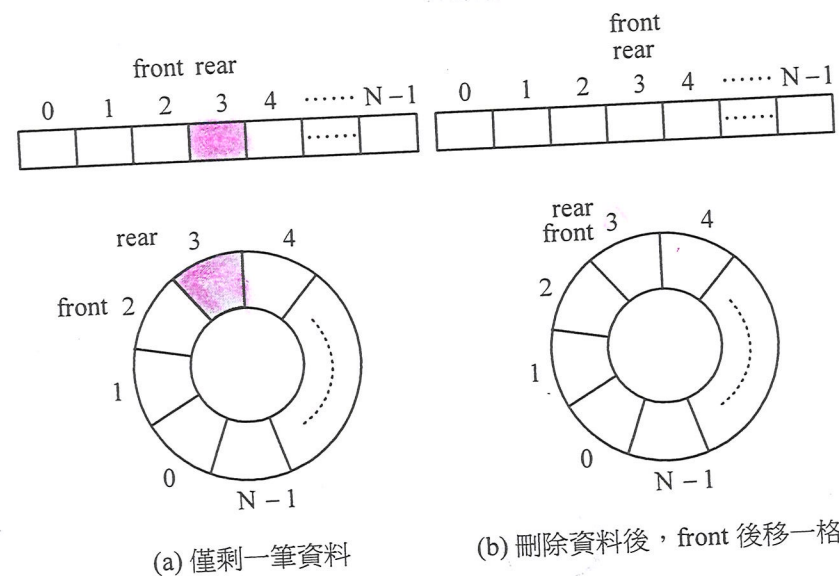 front rear
0 1 2 3 4 …… N−1
……
front
rear
0 1 2 3 4 …… N−1
……
rear 3 4
front 2
1
0
N−1
(a) 僅剩一筆資料
rear
front 3 4
2
1
0
N−1
(b) 刪除資料後，front 後移一格